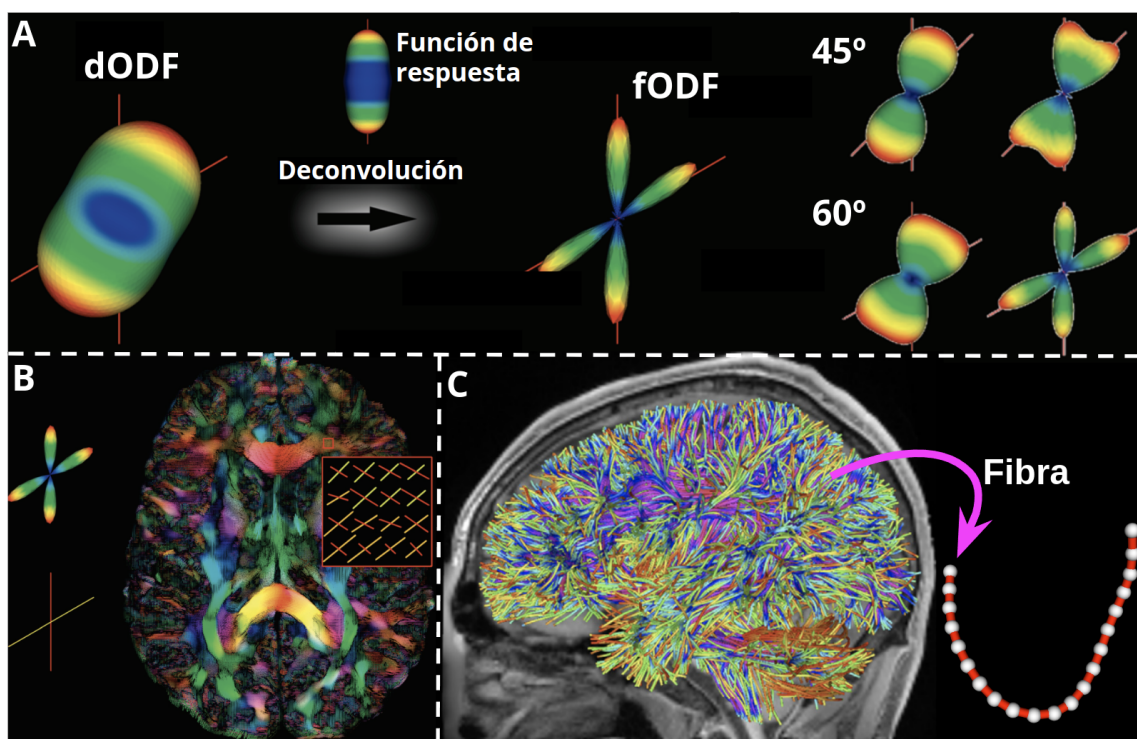 A
dODF
Función de
respuesta
Deconvolución
fODF
45º
60º
B
C
Fibra